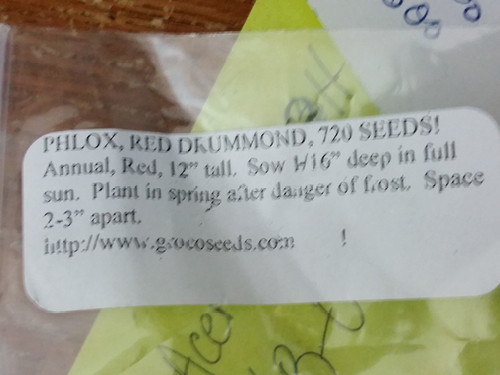 PHLOX, RED DRUMMOND, 720 SEEDS!
Annual, Red, 12" tall. Sow 1/16" deep in full
sun. Plant in spring after danger of frost. Space
2-3" apart.
http://www.grocoseeds.com !